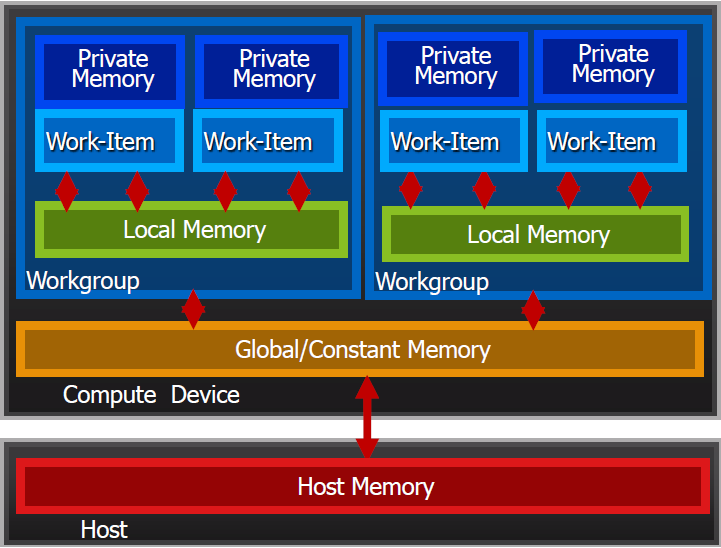 Private
Memory
Private
Memory
Private
Memory
Private
Memory
Work-Item
Work-Item
Work-Item
Work-Item
Local Memory
Local Memory
Workgroup
Workgroup
Global/Constant Memory
Compute Device
Host Memory
Host